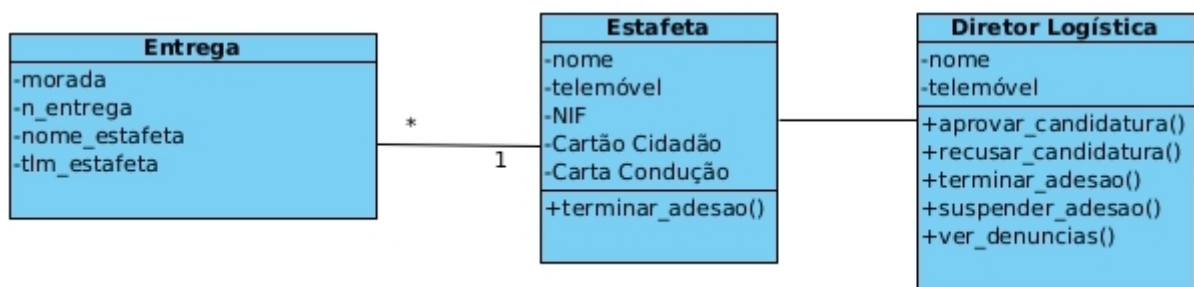 Entrega
-morada
-n_entrega
-nome_estafeta
-tlm_estafeta
*
1
Estafeta
-nome
-telemóvel
-NIF
-Cartão Cidadão
-Carta Condução
+terminar_adesao()
Diretor Logística
-nome
-telemóvel
+aprovar_candidatura()
+recusar_candidatura()
+terminar_adesao()
+suspender_adesao()
+ver_denuncias()